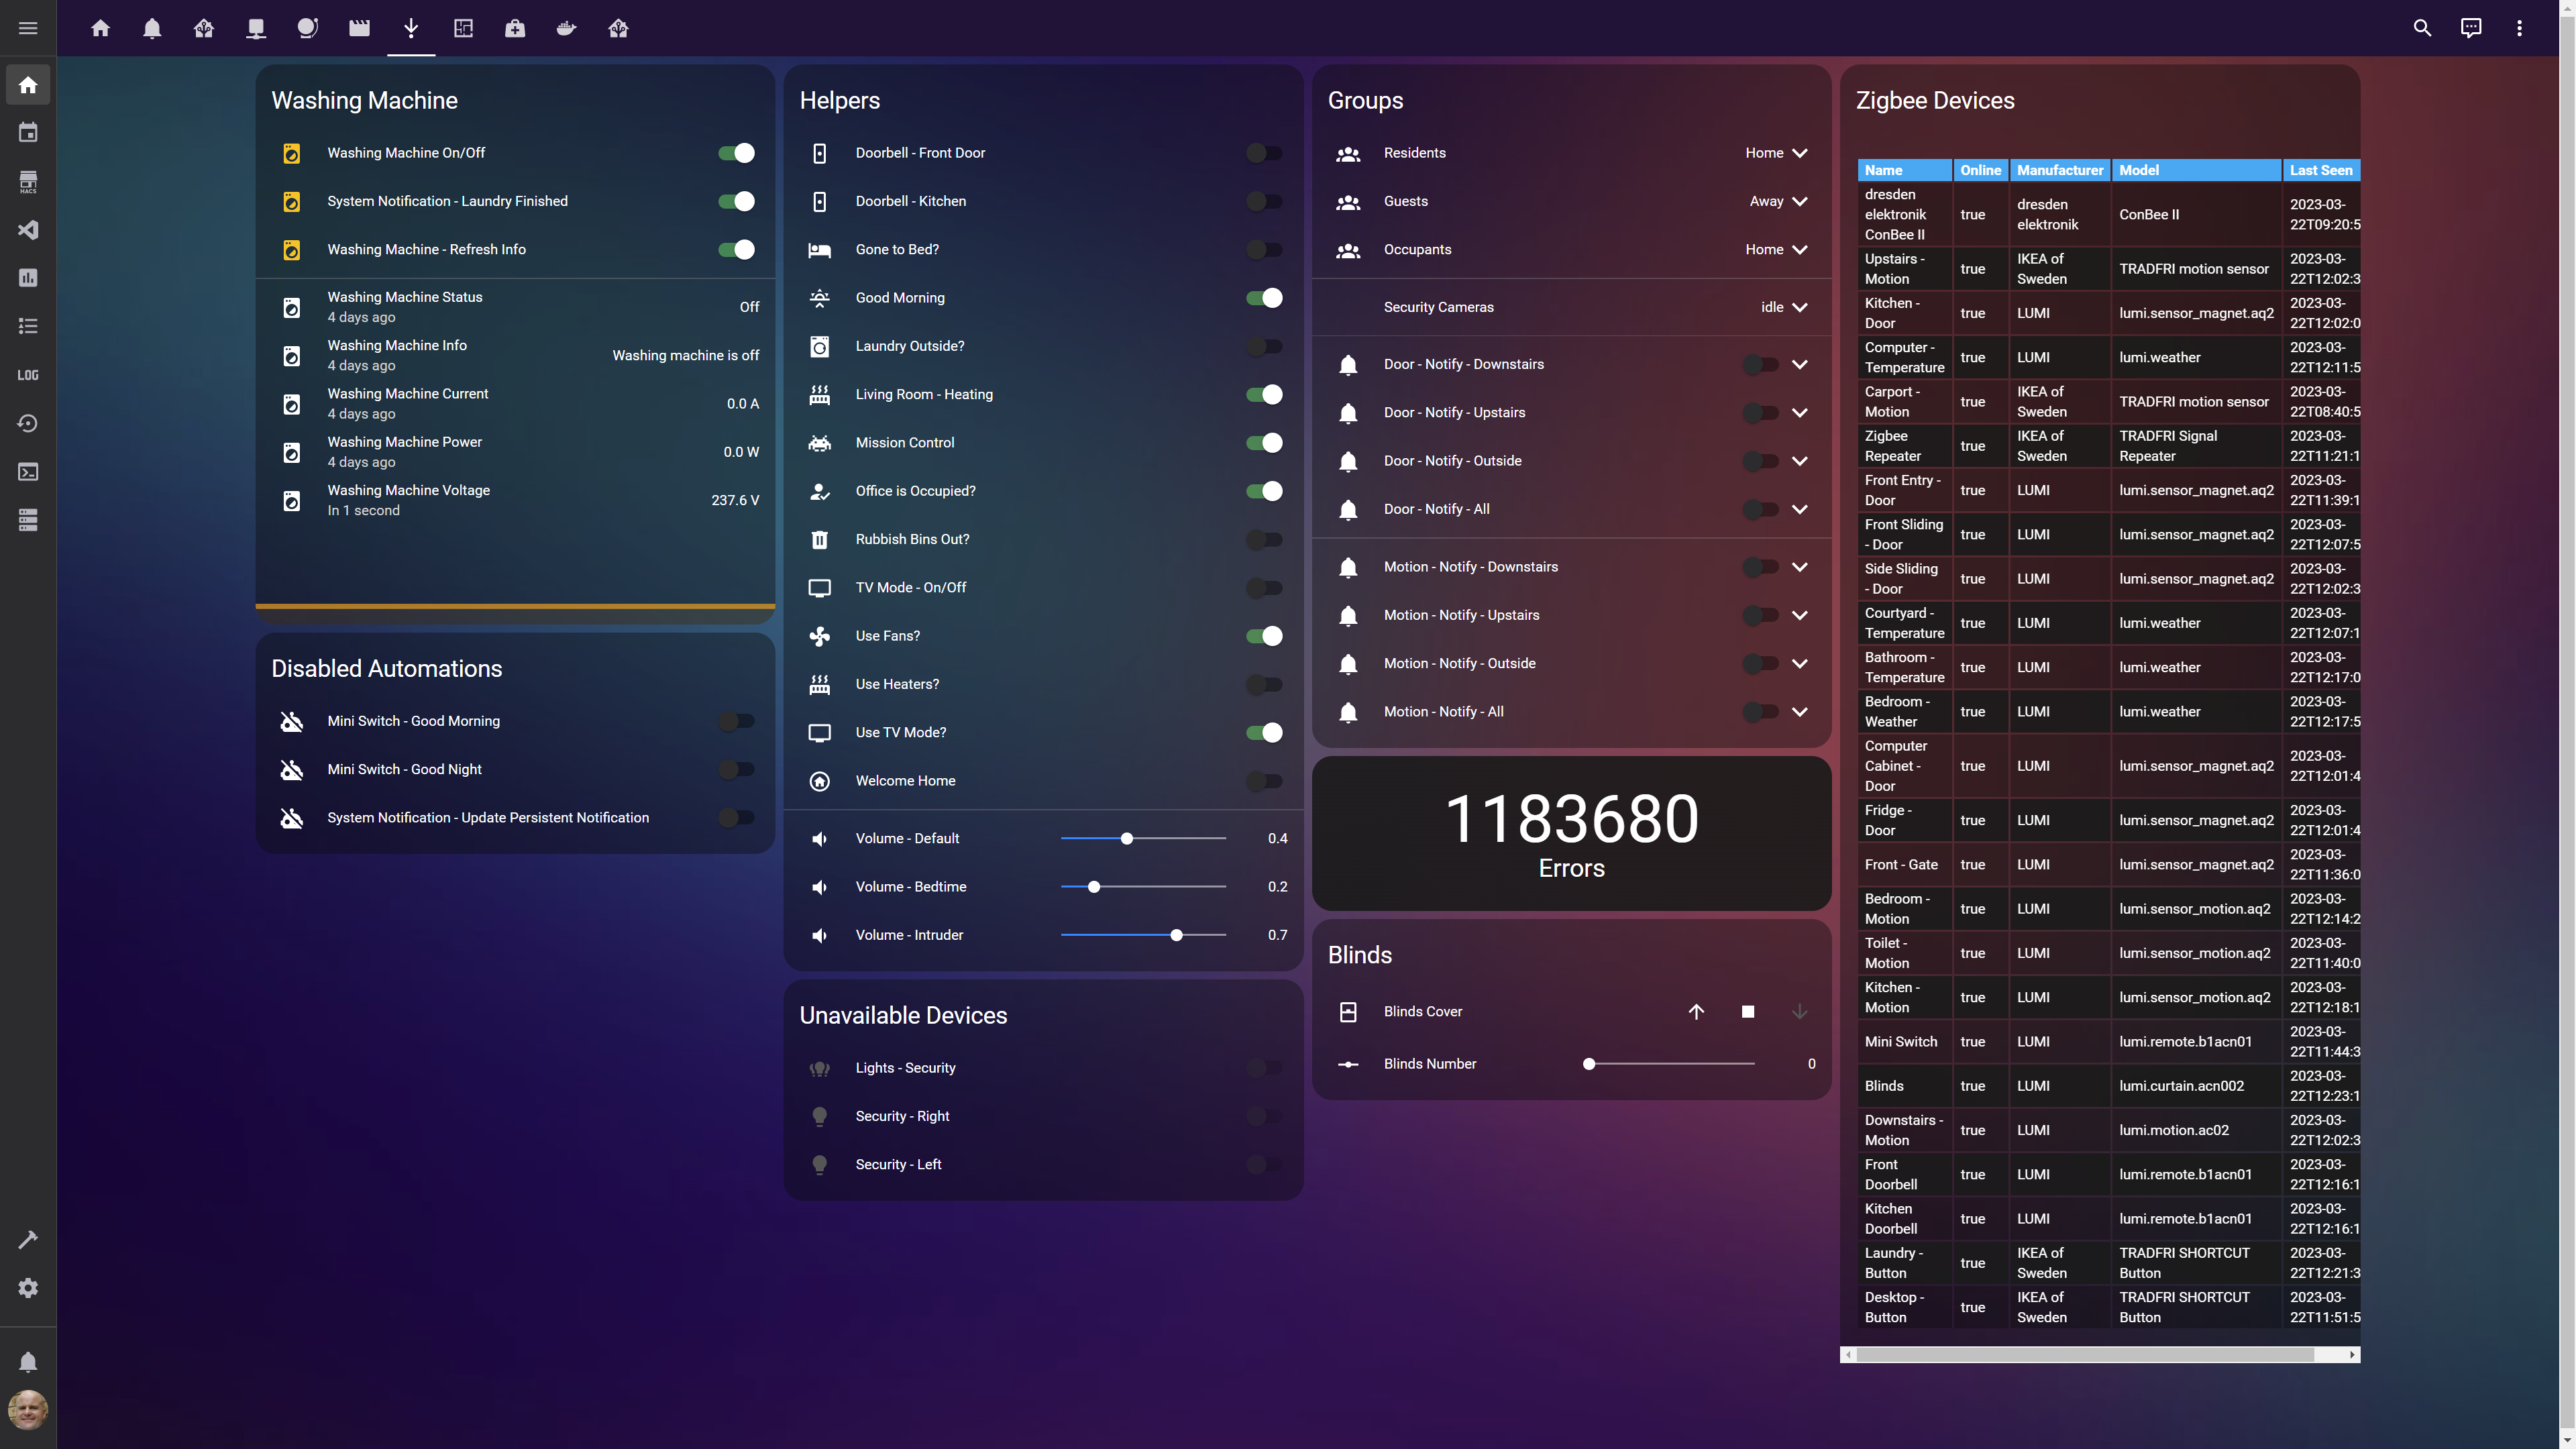 HACS
LOG
Washing Machine
Washing Machine On/Off
System Notification - Laundry Finished
Washing Machine - Refresh Info
Washing Machine Status
4 days ago
Off
Washing Machine Info
4 days ago
Washing machine is off
Washing Machine Current
4 days ago
0.0 A
Washing Machine Power
4 days ago
0.0 W
Washing Machine Voltage
In 1 second
237.6 V
Disabled Automations
Mini Switch - Good Morning
Mini Switch - Good Night
System Notification - Update Persistent Notification
Helpers
Doorbell - Front Door
Doorbell - Kitchen
Gone to Bed?
Good Morning
Laundry Outside?
Living Room - Heating
Mission Control
Office is Occupied?
Rubbish Bins Out?
TV Mode - On/Off
Use Fans?
Use Heaters?
Use TV Mode?
Welcome Home
Volume - Default 0.4
Volume - Bedtime 0.2
Volume - Intruder 0.7
Unavailable Devices
Lights - Security
Security - Right
Security - Left
Groups
Residents Home
Guests Away
Occupants Home
Security Cameras idle
Door - Notify - Downstairs
Door - Notify - Upstairs
Door - Notify - Outside
Door - Notify - All
Motion - Notify - Downstairs
Motion - Notify - Upstairs
Motion - Notify - Outside
Motion - Notify - All
1183680
Errors
Blinds
Blinds Cover
Blinds Number 0
Zigbee Devices
Name Online Manufacturer Model Last Seen
dresden elektronik ConBee II true dresden elektronik ConBee II 2023-03-22T09:20:5
Upstairs - Motion true IKEA of Sweden TRADFRI motion sensor 2023-03-22T12:02:3
Kitchen - Door true LUMI lumi.sensor_magnet.aq2 2023-03-22T12:02:0
Computer - Temperature true LUMI lumi.weather 2023-03-22T12:11:5
Carport - Motion true IKEA of Sweden TRADFRI motion sensor 2023-03-22T08:40:5
Zigbee Repeater true IKEA of Sweden TRADFRI Signal Repeater 2023-03-22T11:21:1
Front Entry - Door true LUMI lumi.sensor_magnet.aq2 2023-03-22T11:39:1
Front Sliding - Door true LUMI lumi.sensor_magnet.aq2 2023-03-22T12:07:5
Side Sliding - Door true LUMI lumi.sensor_magnet.aq2 2023-03-22T12:02:3
Courtyard - Temperature true LUMI lumi.weather 2023-03-22T12:07:1
Bathroom - Temperature true LUMI lumi.weather 2023-03-22T12:17:0
Bedroom - Weather true LUMI lumi.weather 2023-03-22T12:17:5
Computer Cabinet - Door true LUMI lumi.sensor_magnet.aq2 2023-03-22T12:01:4
Fridge - Door true LUMI lumi.sensor_magnet.aq2 2023-03-22T12:01:4
Front - Gate true LUMI lumi.sensor_magnet.aq2 2023-03-22T11:36:0
Bedroom - Motion true LUMI lumi.sensor_motion.aq2 2023-03-22T12:14:2
Toilet - Motion true LUMI lumi.sensor_motion.aq2 2023-03-22T11:40:0
Kitchen - Motion true LUMI lumi.sensor_motion.aq2 2023-03-22T12:18:1
Mini Switch true LUMI lumi.remote.b1acn01 2023-03-22T11:44:3
Blinds true LUMI lumi.curtain.acn002 2023-03-22T12:23:1
Downstairs - Motion true LUMI lumi.motion.ac02 2023-03-22T12:02:3
Front Doorbell true LUMI lumi.remote.b1acn01 2023-03-22T12:16:1
Kitchen Doorbell true LUMI lumi.remote.b1acn01 2023-03-22T12:16:1
Laundry - Button true IKEA of Sweden TRADFRI SHORTCUT Button 2023-03-22T12:21:3
Desktop - Button true IKEA of Sweden TRADFRI SHORTCUT Button 2023-03-22T11:51:5